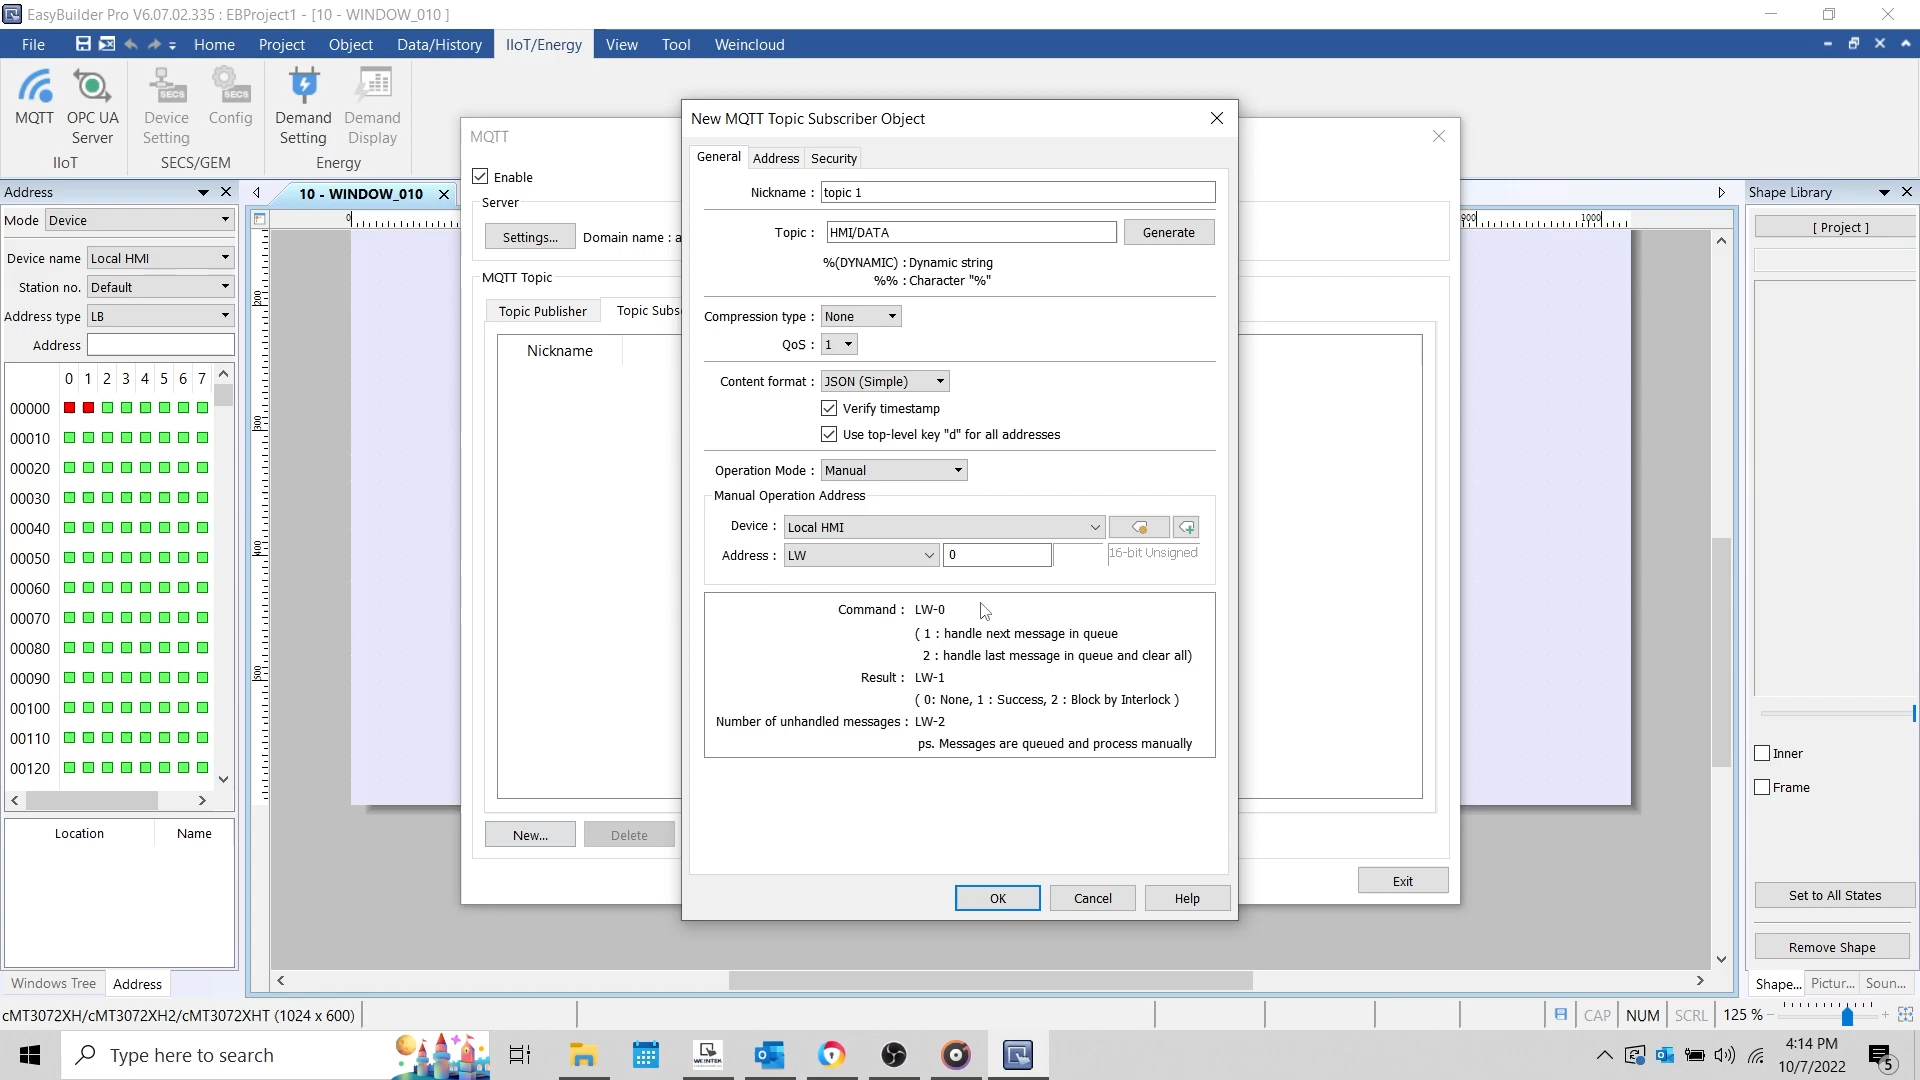 EasyBuilder Pro V6.07.02.335 : EBProject1 - [10 - WINDOW_010 ]
File Home Project Object Data/History IIoT/Energy View Tool Weincloud
MQTT OPC UA Server Device Setting Config Demand Setting Demand Display
SECS SECS
IIoT SECS/GEM Energy
Address
Mode Device
Device name Local HMI
Station no. Default
Address type LB
Address
0 1 2 3 4 5 6 7
00000
00010
00020
00030
00040
00050
00060
00070
00080
00090
00100
00110
00120
Location Name
Windows Tree Address
10 - WINDOW_010
0 900 1000
200
300
400
500
MQTT
Enable
Server
Settings... Domain name : a
MQTT Topic
Topic Publisher Topic Subs
Nickname
New... Delete
Exit
New MQTT Topic Subscriber Object
General Address Security
Nickname : topic 1
Topic : HMI/DATA Generate
%(DYNAMIC) : Dynamic string
%% : Character "%"
Compression type : None
QoS : 1
Content format : JSON (Simple)
Verify timestamp
Use top-level key "d" for all addresses
Operation Mode : Manual
Manual Operation Address
Device : Local HMI
Address : LW 0 16-bit Unsigned
Command : LW-0
( 1 : handle next message in queue
2 : handle last message in queue and clear all)
Result : LW-1
( 0: None, 1 : Success, 2 : Block by Interlock )
Number of unhandled messages : LW-2
ps. Messages are queued and process manually
OK Cancel Help
Shape Library
[ Project ]
Inner
Frame
Set to All States
Remove Shape
Shape... Pictur... Soun...
cMT3072XH/cMT3072XH2/cMT3072XHT (1024 x 600) CAP NUM SCRL 125 %
Type here to search
WEINTEK
4:14 PM
10/7/2022
5